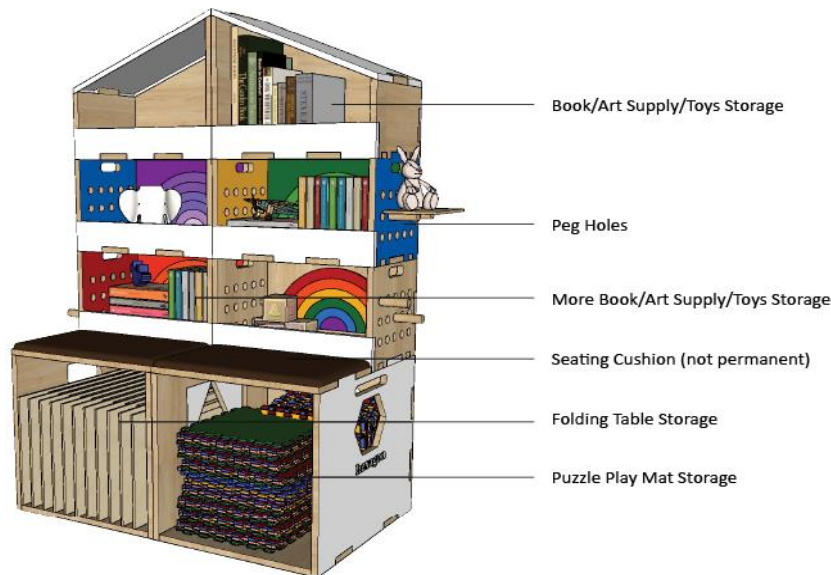 Book/Art Supply/Toys Storage
Peg Holes
More Book/Art Supply/Toys Storage
Seating Cushion (not permanent)
Folding Table Storage
hexagon
Puzzle Play Mat Storage